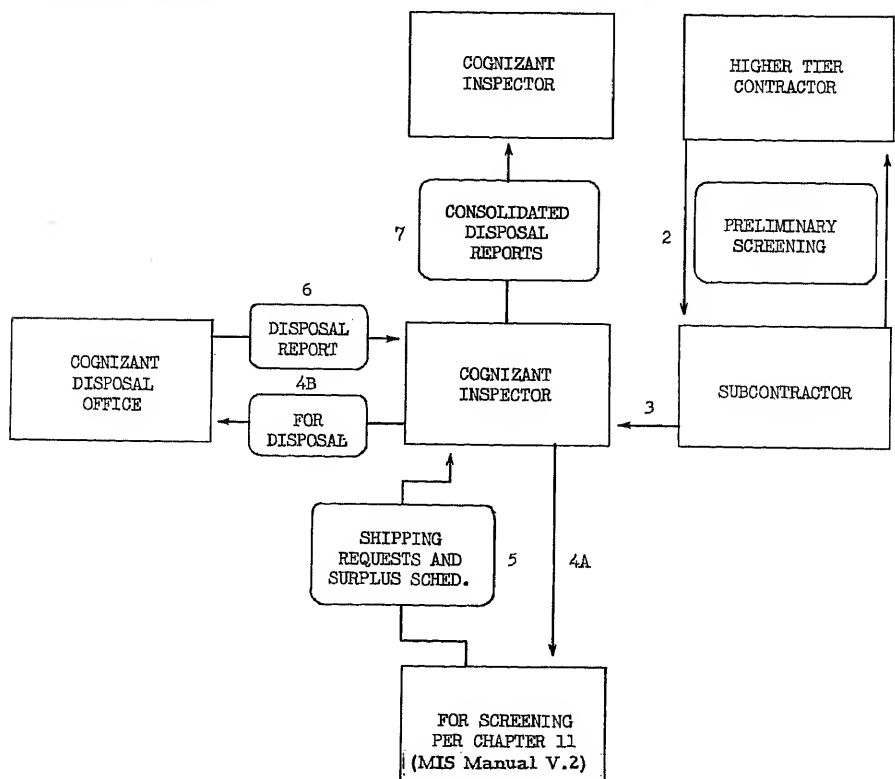 COGNIZANT
INSPECTOR
HIGHER TIER
CONTRACTOR
7
CONSOLIDATED
DISPOSAL
REPORTS
2
PRELIMINARY
SCREENING
6
DISPOSAL
REPORT
COGNIZANT
DISPOSAL
OFFICE
4B
FOR
DISPOSAL
COGNIZANT
INSPECTOR
3
SUBCONTRACTOR
SHIPPING
REQUESTS AND
SURPLUS SCHED.
5
4A
FOR SCREENING
PER CHAPTER 11
(MIS Manual V.2)